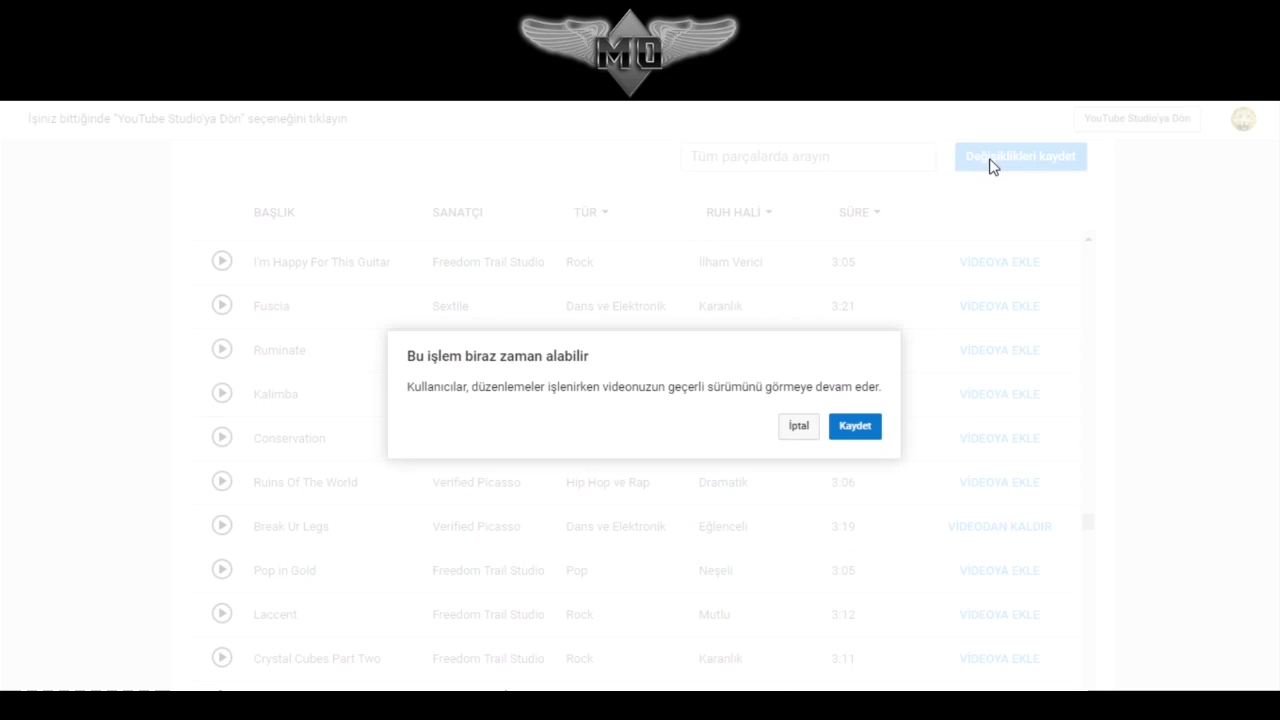 MO
İşiniz bittiğinde "YouTube Studio'ya Dön" seçeneğini tıklayın
YouTube Studio'ya Dön
Tüm parçalarda arayın
Değişiklikleri kaydet
BAŞLIK SANATÇI TÜR RUH HALİ SÜRE
I'm Happy For This Guitar Freedom Trail Studio Rock İlham Verici 3:05 VİDEOYA EKLE
Fuscia Sextile Dans ve Elektronik Karanlık 3:21 VİDEOYA EKLE
Ruminate VİDEOYA EKLE
Kalimba VİDEOYA EKLE
Conservation VİDEOYA EKLE
Bu işlem biraz zaman alabilir
Kullanıcılar, düzenlemeler işlenirken videonuzun geçerli sürümünü görmeye devam eder.
İptal Kaydet
Ruins Of The World Verified Picasso Hip Hop ve Rap Dramatik 3:06 VİDEOYA EKLE
Break Ur Legs Verified Picasso Dans ve Elektronik Eğlenceli 3:19 VİDEODAN KALDIR
Pop in Gold Freedom Trail Studio Pop Neşeli 3:05 VİDEOYA EKLE
Laccent Freedom Trail Studio Rock Mutlu 3:12 VİDEOYA EKLE
Crystal Cubes Part Two Freedom Trail Studio Rock Karanlık 3:11 VİDEOYA EKLE